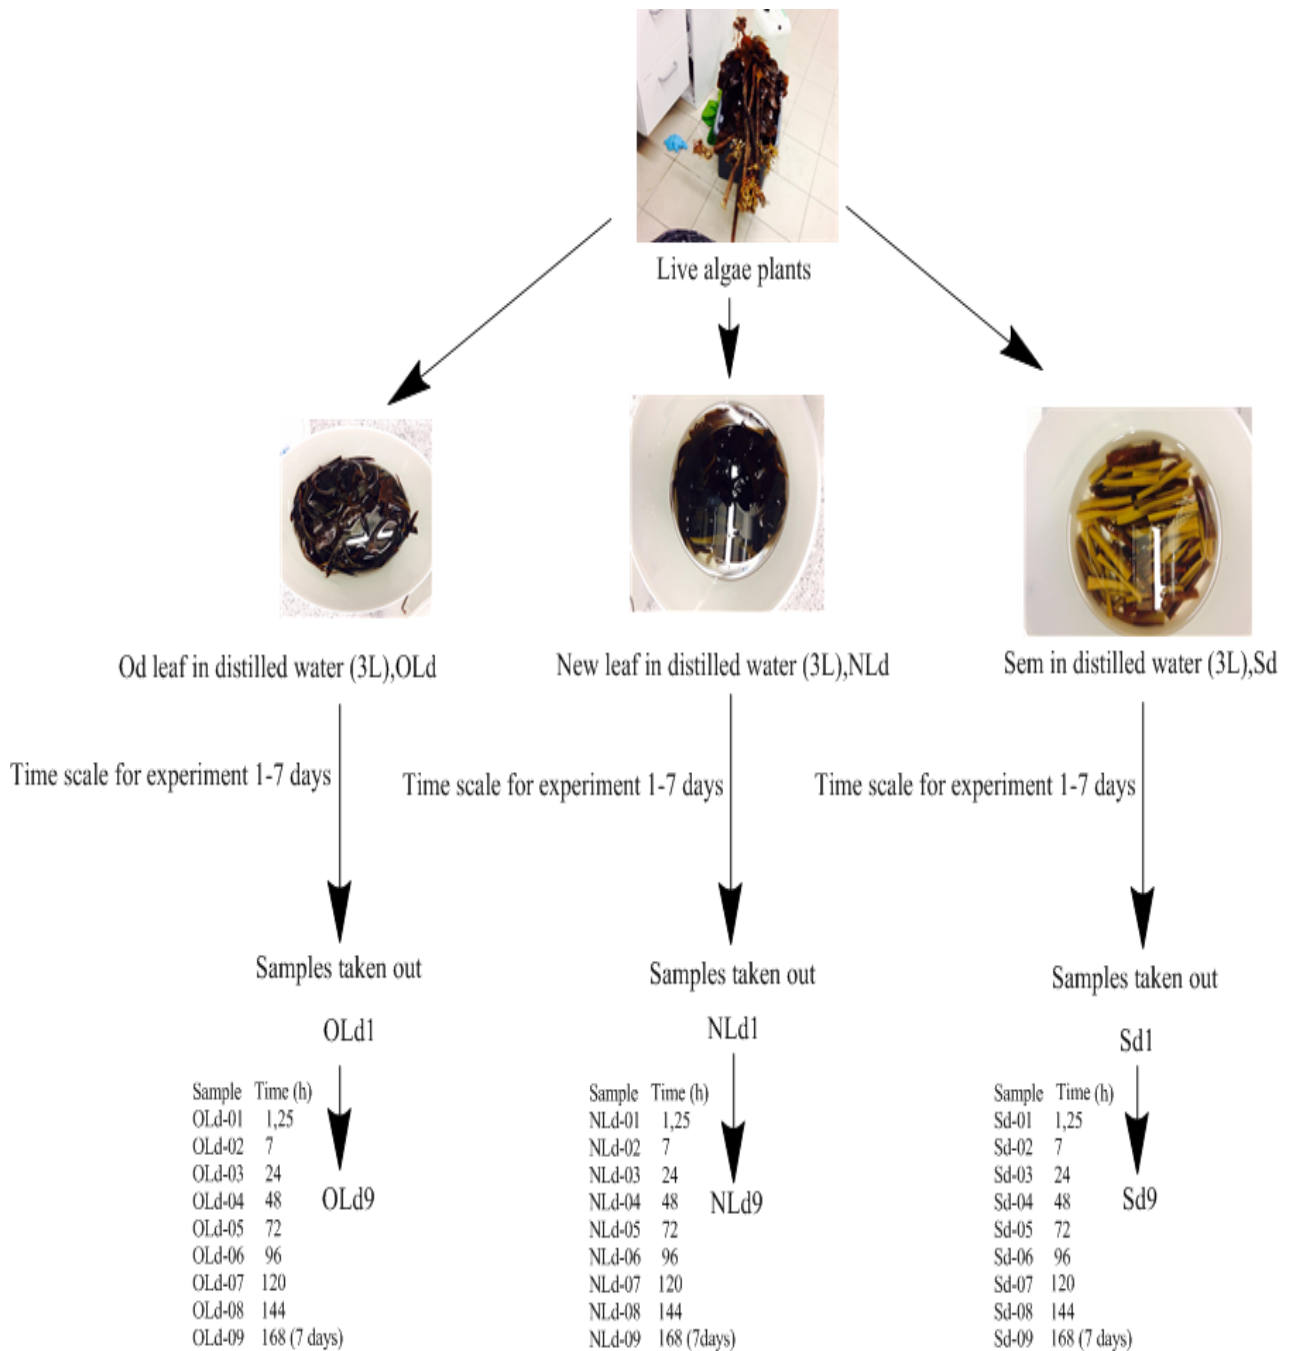 Live algae plants
Od leaf in distilled water (3L),OLd
New leaf in distilled water (3L),NLd
Sem in distilled water (3L),Sd
Time scale for experiment 1-7 days
Time scale for experiment 1-7 days
Time scale for experiment 1-7 days
Samples taken out
Samples taken out
Samples taken out
OLd1
Sample Time (h)
OLd-01 1,25
OLd-02 7
OLd-03 24
OLd-04 48
OLd-05 72
OLd-06 96
OLd-07 120
OLd-08 144
OLd-09 168 (7 days)
OLd9
NLd1
Sample Time (h)
NLd-01 1,25
NLd-02 7
NLd-03 24
NLd-04 48
NLd-05 72
NLd-06 96
NLd-07 120
NLd-08 144
NLd-09 168 (7days)
NLd9
Sd1
Sample Time (h)
Sd-01 1,25
Sd-02 7
Sd-03 24
Sd-04 48
Sd-05 72
Sd-06 96
Sd-07 120
Sd-08 144
Sd-09 168 (7 days)
Sd9